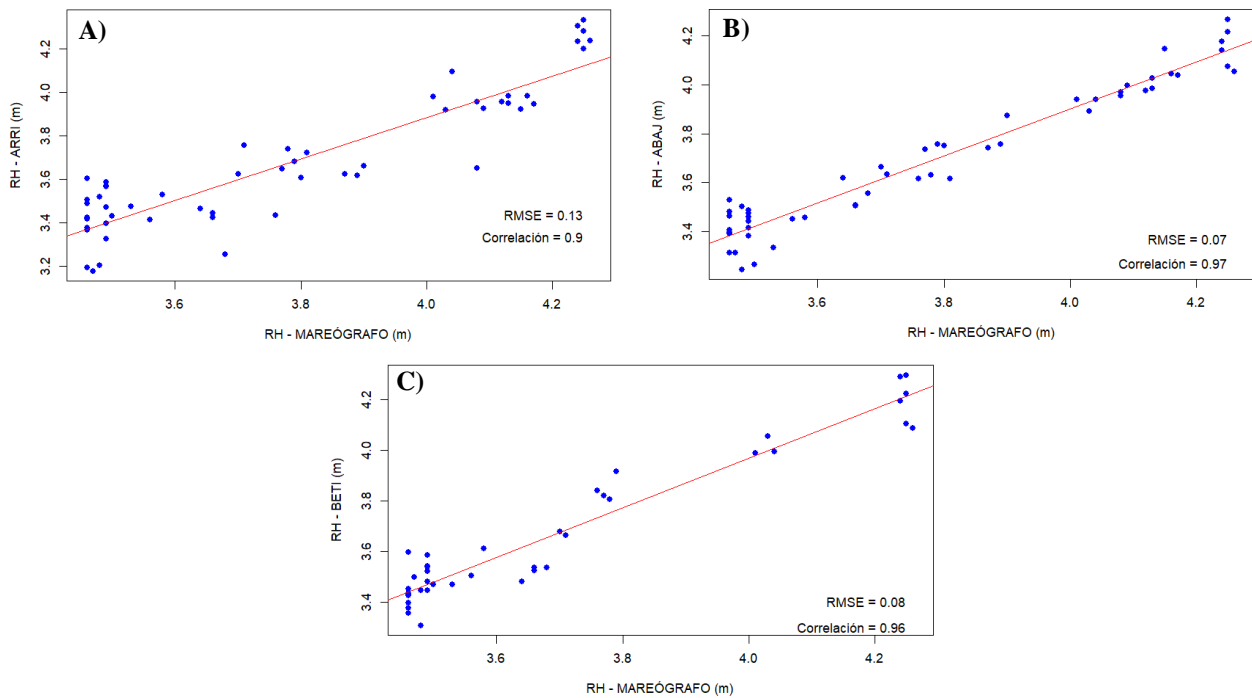 A)
RH - ARRI (m)
4.2
4.0
3.8
3.6
3.4
3.2
RMSE = 0.13
Correlación = 0.9
3.6
3.8
4.0
4.2
RH - MAREÓGRAFO (m)
B)
RH - ABAJ (m)
4.2
4.0
3.8
3.6
3.4
RMSE = 0.07
Correlación = 0.97
3.6
3.8
4.0
4.2
RH - MAREÓGRAFO (m)
C)
RH - BETI (m)
4.2
4.0
3.8
3.6
3.4
RMSE = 0.08
Correlación = 0.96
3.6
3.8
4.0
4.2
RH - MAREÓGRAFO (m)